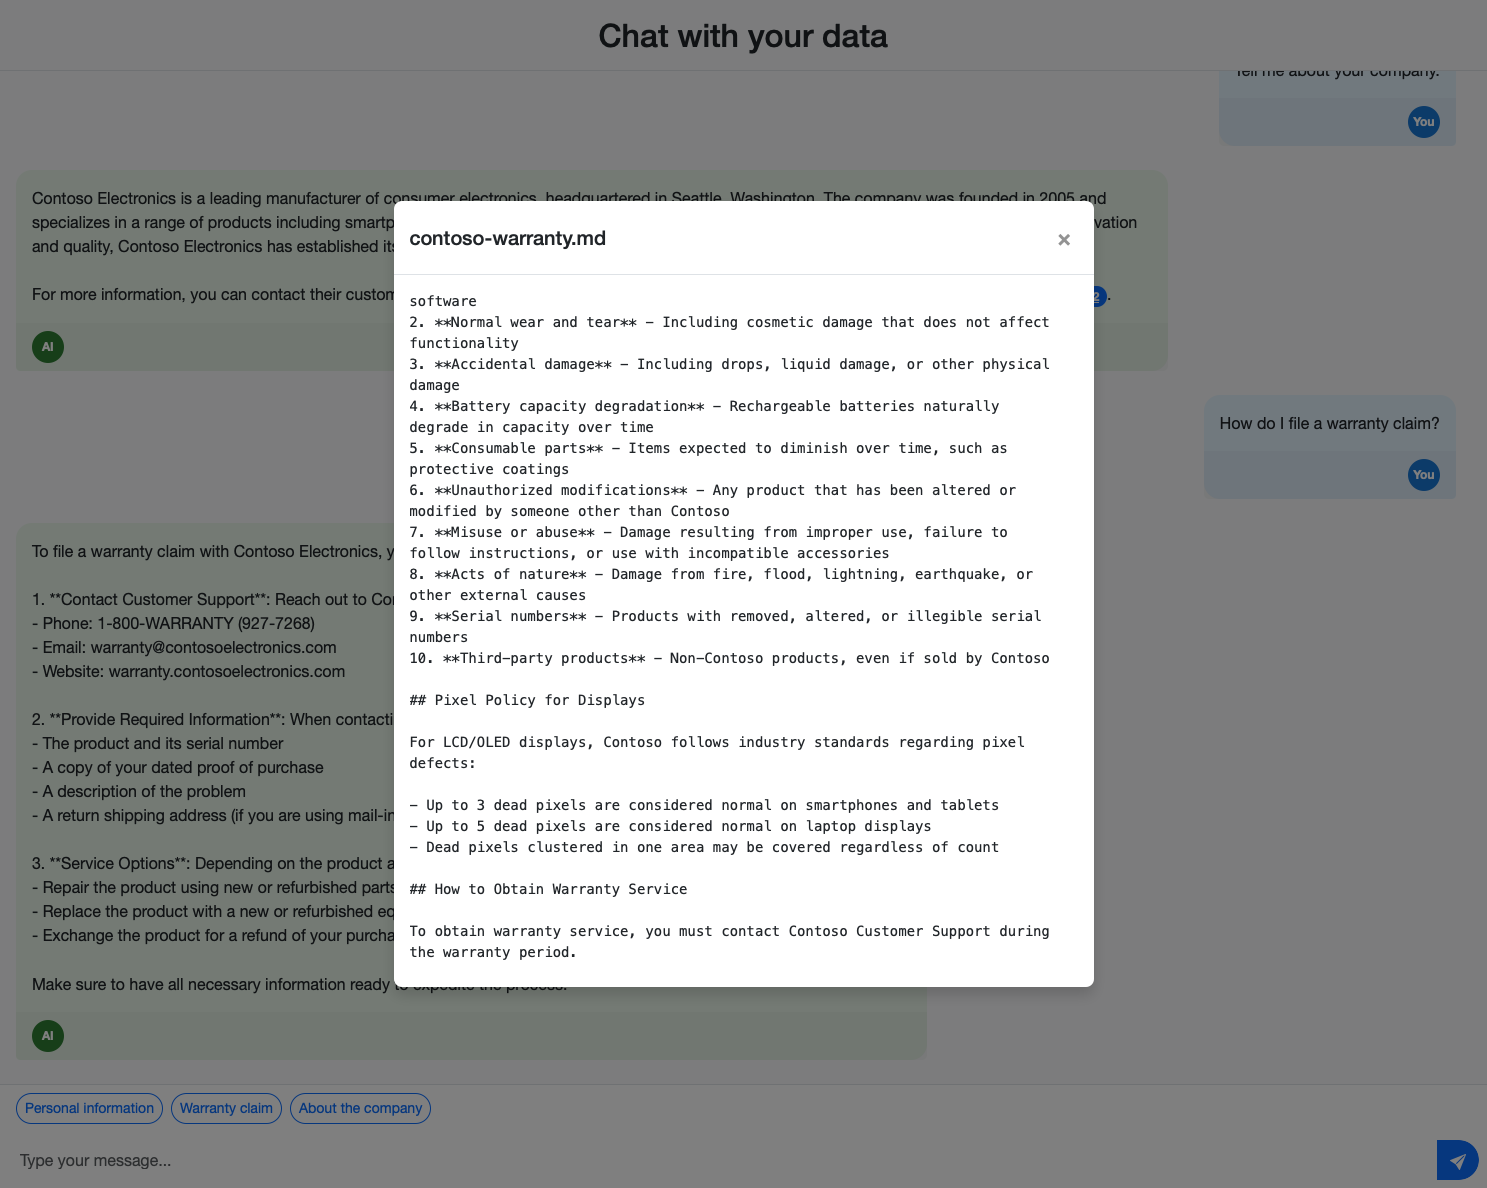 Chat with your data
Tell me about your company.
You
Contoso Electronics is a leading manufacturer of consumer electronics, headquartered in Seattle, Washington. The company was founded in 2005 and
specializes in a range of products including smartp
vation
and quality, Contoso Electronics has established its
For more information, you can contact their custom
2.
AI
How do I file a warranty claim?
You
To file a warranty claim with Contoso Electronics, y
1. **Contact Customer Support**: Reach out to Con
- Phone: 1-800-WARRANTY (927-7268)
- Email: warranty@contosoelectronics.com
- Website: warranty.contosoelectronics.com
2. **Provide Required Information**: When contacti
- The product and its serial number
- A copy of your dated proof of purchase
- A description of the problem
- A return shipping address (if you are using mail-in
3. **Service Options**: Depending on the product a
- Repair the product using new or refurbished parts
- Replace the product with a new or refurbished eq
- Exchange the product for a refund of your purcha
Make sure to have all necessary information ready to expedite the process.
AI
contoso-warranty.md
×
software
2. **Normal wear and tear** – Including cosmetic damage that does not affect
functionality
3. **Accidental damage** – Including drops, liquid damage, or other physical
damage
4. **Battery capacity degradation** – Rechargeable batteries naturally
degrade in capacity over time
5. **Consumable parts** – Items expected to diminish over time, such as
protective coatings
6. **Unauthorized modifications** – Any product that has been altered or
modified by someone other than Contoso
7. **Misuse or abuse** – Damage resulting from improper use, failure to
follow instructions, or use with incompatible accessories
8. **Acts of nature** – Damage from fire, flood, lightning, earthquake, or
other external causes
9. **Serial numbers** – Products with removed, altered, or illegible serial
numbers
10. **Third-party products** – Non-Contoso products, even if sold by Contoso
## Pixel Policy for Displays
For LCD/OLED displays, Contoso follows industry standards regarding pixel
defects:
- Up to 3 dead pixels are considered normal on smartphones and tablets
- Up to 5 dead pixels are considered normal on laptop displays
- Dead pixels clustered in one area may be covered regardless of count
## How to Obtain Warranty Service
To obtain warranty service, you must contact Contoso Customer Support during
the warranty period.
Personal information
Warranty claim
About the company
Type your message...